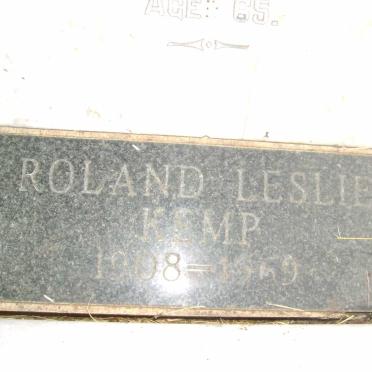 AGE: 65.
ROLAND LESLIE
KEMP
1908-1969